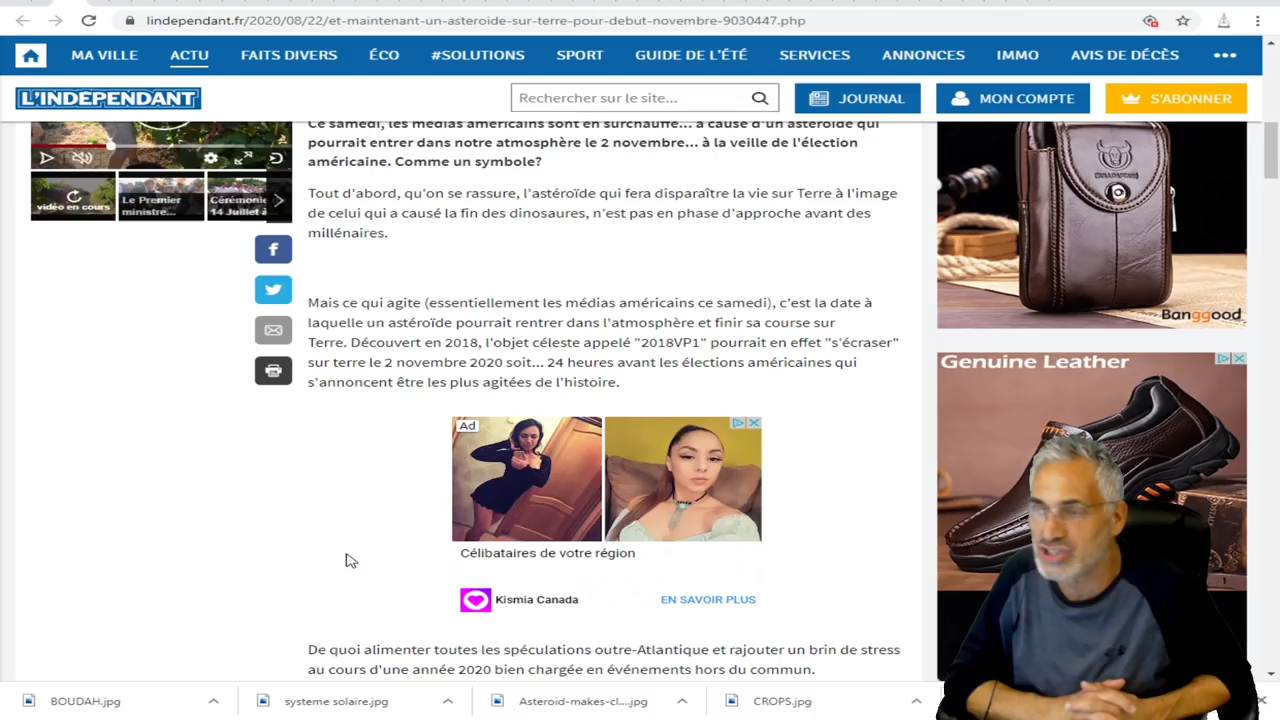 lindependant.fr/2020/08/22/et-maintenant-un-asteroide-sur-terre-pour-debut-novembre-9030447.php
MA VILLE ACTU FAITS DIVERS ÉCO #SOLUTIONS SPORT GUIDE DE L'ÉTÉ SERVICES ANNONCES IMMO AVIS DE DÉCÈS
L'INDÉPENDANT Rechercher sur le site... JOURNAL MON COMPTE S'ABONNER
Ce samedi, les médias américains sont en surchauffe... à cause d'un astéroïde qui
pourrait entrer dans notre atmosphère le 2 novembre... à la veille de l'élection
américaine. Comme un symbole?
vidéo en cours
Le Premier
ministre...
Cérémonie
14 Juillet à
Tout d'abord, qu'on se rassure, l'astéroïde qui fera disparaître la vie sur Terre à l'image
de celui qui a causé la fin des dinosaures, n'est pas en phase d'approche avant des
millénaires.
Mais ce qui agite (essentiellement les médias américains ce samedi), c'est la date à
laquelle un astéroïde pourrait rentrer dans l'atmosphère et finir sa course sur
Terre. Découvert en 2018, l'objet céleste appelé "2018VP1" pourrait en effet "s'écraser"
sur terre le 2 novembre 2020 soit... 24 heures avant les élections américaines qui
s'annoncent être les plus agitées de l'histoire.
Ad
Célibataires de votre région
Kismia Canada EN SAVOIR PLUS
De quoi alimenter toutes les spéculations outre-Atlantique et rajouter un brin de stress
au cours d'une année 2020 bien chargée en événements hors du commun.
Banggood
Genuine Leather
BOUDAH.jpg systeme solaire.jpg Asteroid-makes-cl....jpg CROPS.jpg